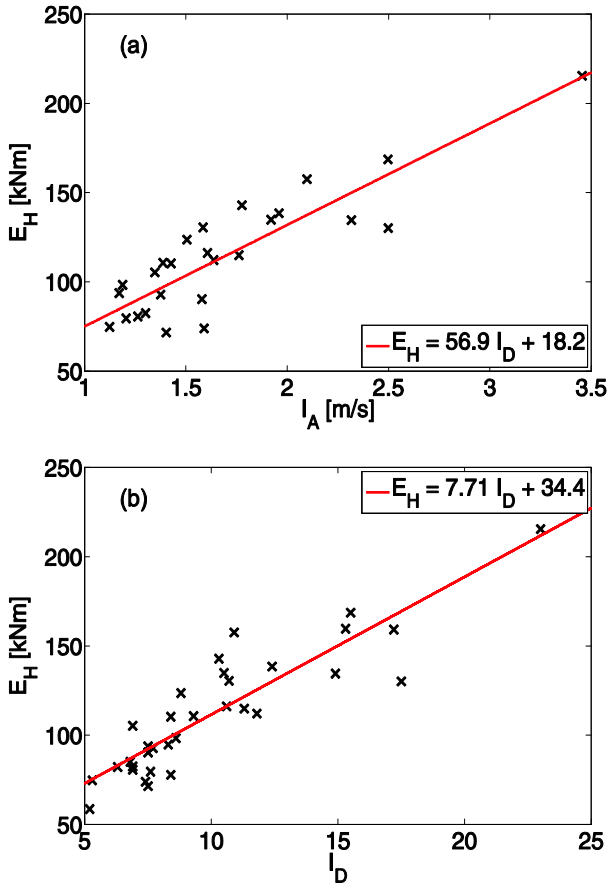 250
(a)
200
150
100
50
E_H [kNm]
E_H = 56.9 I_D + 18.2
1 1.5 2 2.5 3 3.5
I_A [m/s]
250
(b)
E_H = 7.71 I_D + 34.4
200
150
100
50
E_H [kNm]
5 10 15 20 25
I_D